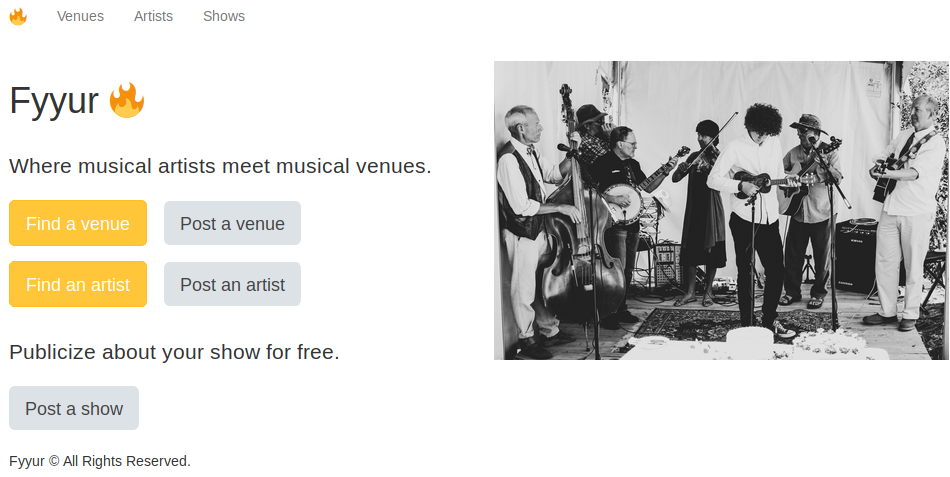 Venues Artists Shows
Fyyur 🔥
Where musical artists meet musical venues.
Find a venue Post a venue
Find an artist Post an artist
Publicize about your show for free.
Post a show
Fyyur © All Rights Reserved.